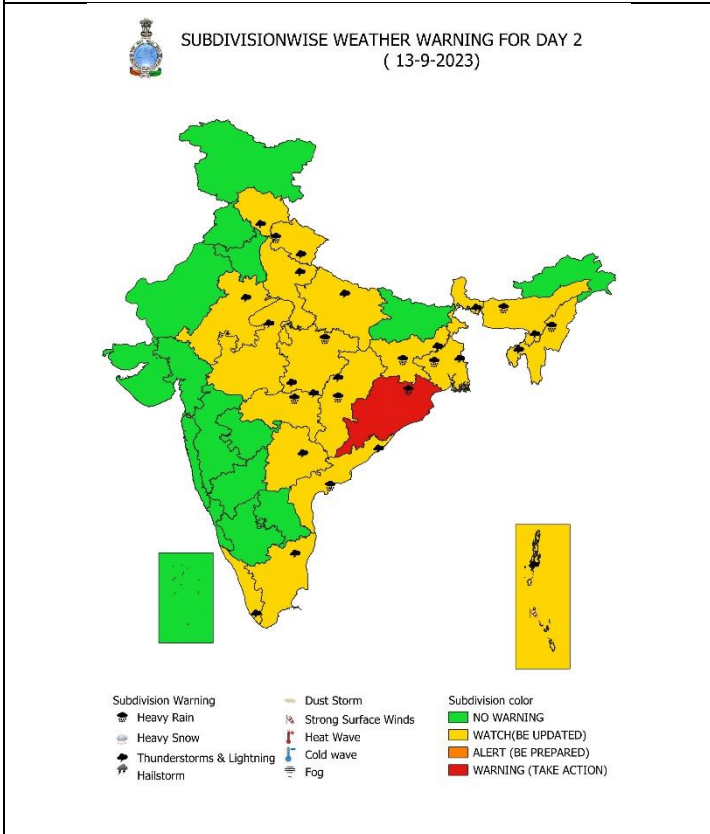 SUBDIVISIONWISE WEATHER WARNING FOR DAY 2
( 13-9-2023)
Subdivision Warning
Heavy Rain
Heavy Snow
Thunderstorms & Lightning
Hailstorm
Dust Storm
Strong Surface Winds
Heat Wave
Cold wave
Fog
Subdivision color
NO WARNING
WATCH(BE UPDATED)
ALERT (BE PREPARED)
WARNING (TAKE ACTION)